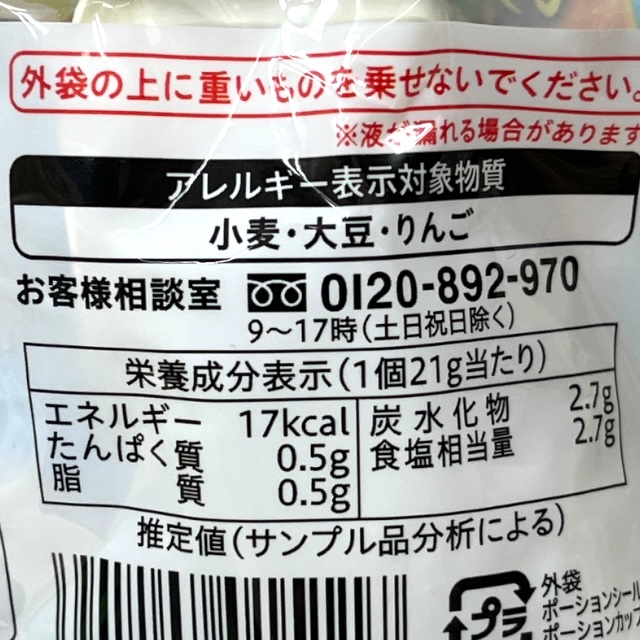 外袋の上に重いものを乗せないでください。
※液が漏れる場合があります
アレルギー表示対象物質
小麦・大豆・りんご
お客様相談室 0120-892-970
9〜17時(土日祝日除く)
栄養成分表示(1個21g当たり)
エネルギー 17kcal 炭水化物 2.7g
たんぱく質 0.5g 食塩相当量 2.7g
脂質 0.5g
推定値(サンプル品分析による)
プラ
外袋
ポーションシール
ポーションカップ